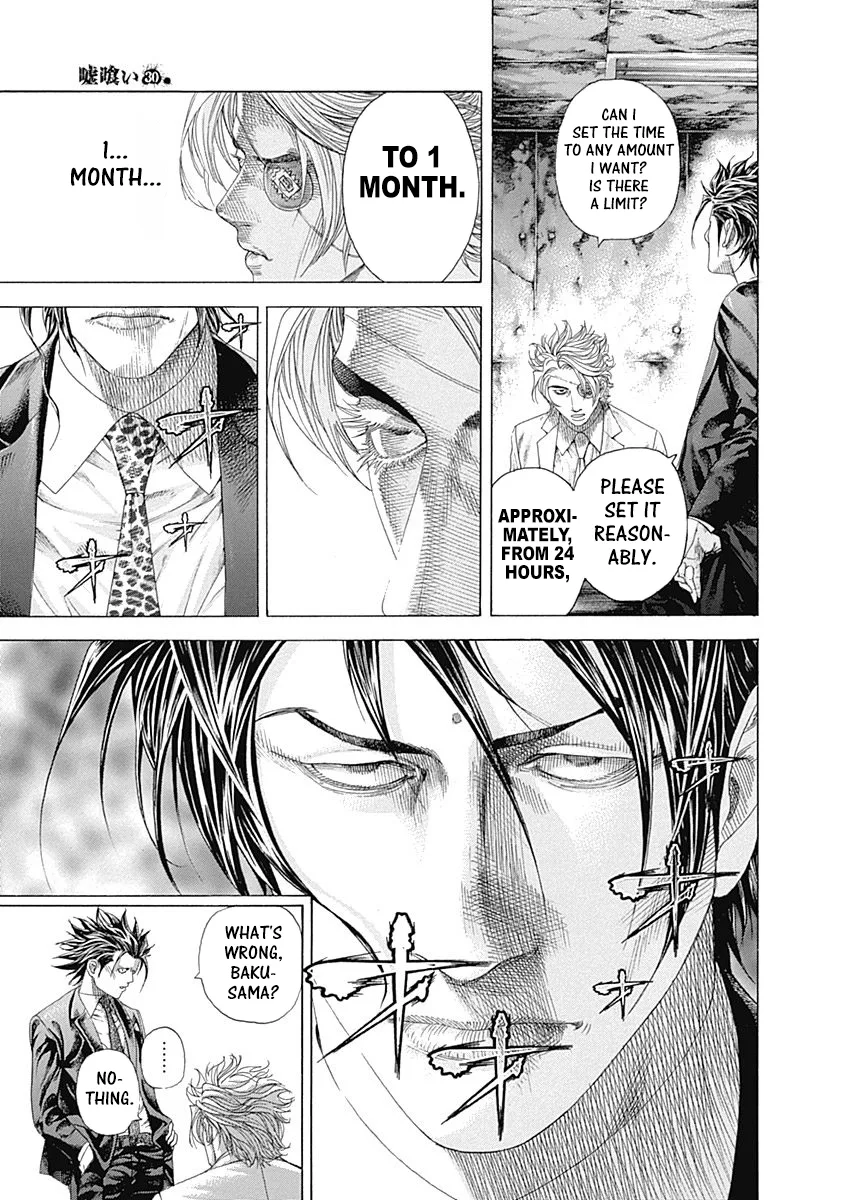 嘘喰い 30
CAN I
SET THE TIME
TO ANY AMOUNT
I WANT?
IS THERE
A LIMIT?
PLEASE
SET IT
REASON-
ABLY.
APPROXI-
MATELY,
FROM 24
HOURS,
TO 1
MONTH.
1...
MONTH...
WHAT'S
WRONG,
BAKU-
SAMA?
......
NO-
THING.